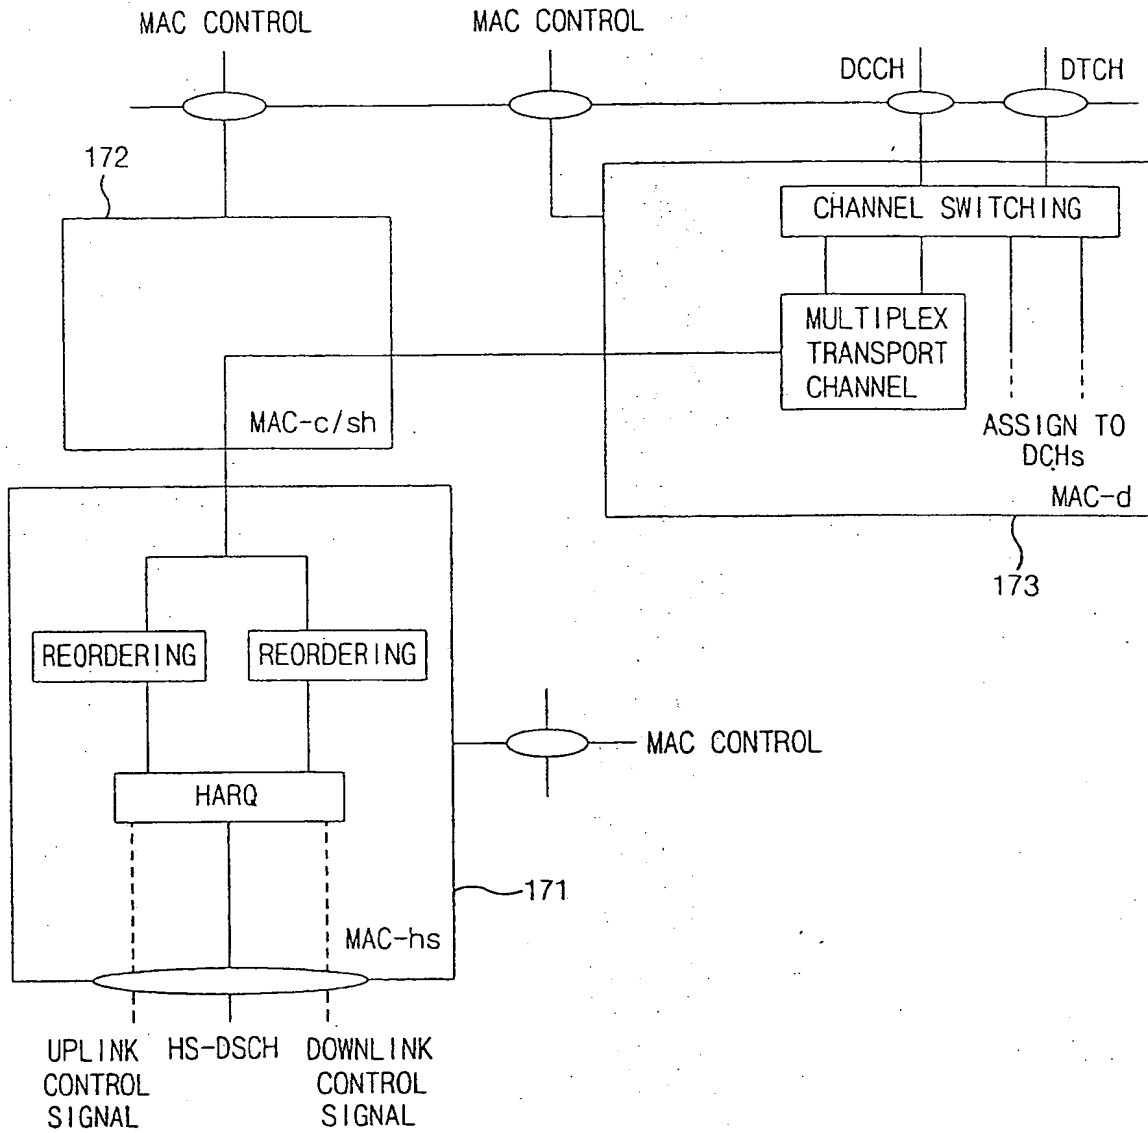 MAC CONTROL
MAC CONTROL
DCCH
DTCH
172
CHANNEL SWITCHING
MULTIPLEX
TRANSPORT
CHANNEL
MAC-c/sh
ASSIGN TO
DCHs
MAC-d
173
REORDERING
REORDERING
MAC CONTROL
HARQ
171
MAC-hs
UPLINK
CONTROL
SIGNAL
HS-DSCH
DOWNLINK
CONTROL
SIGNAL